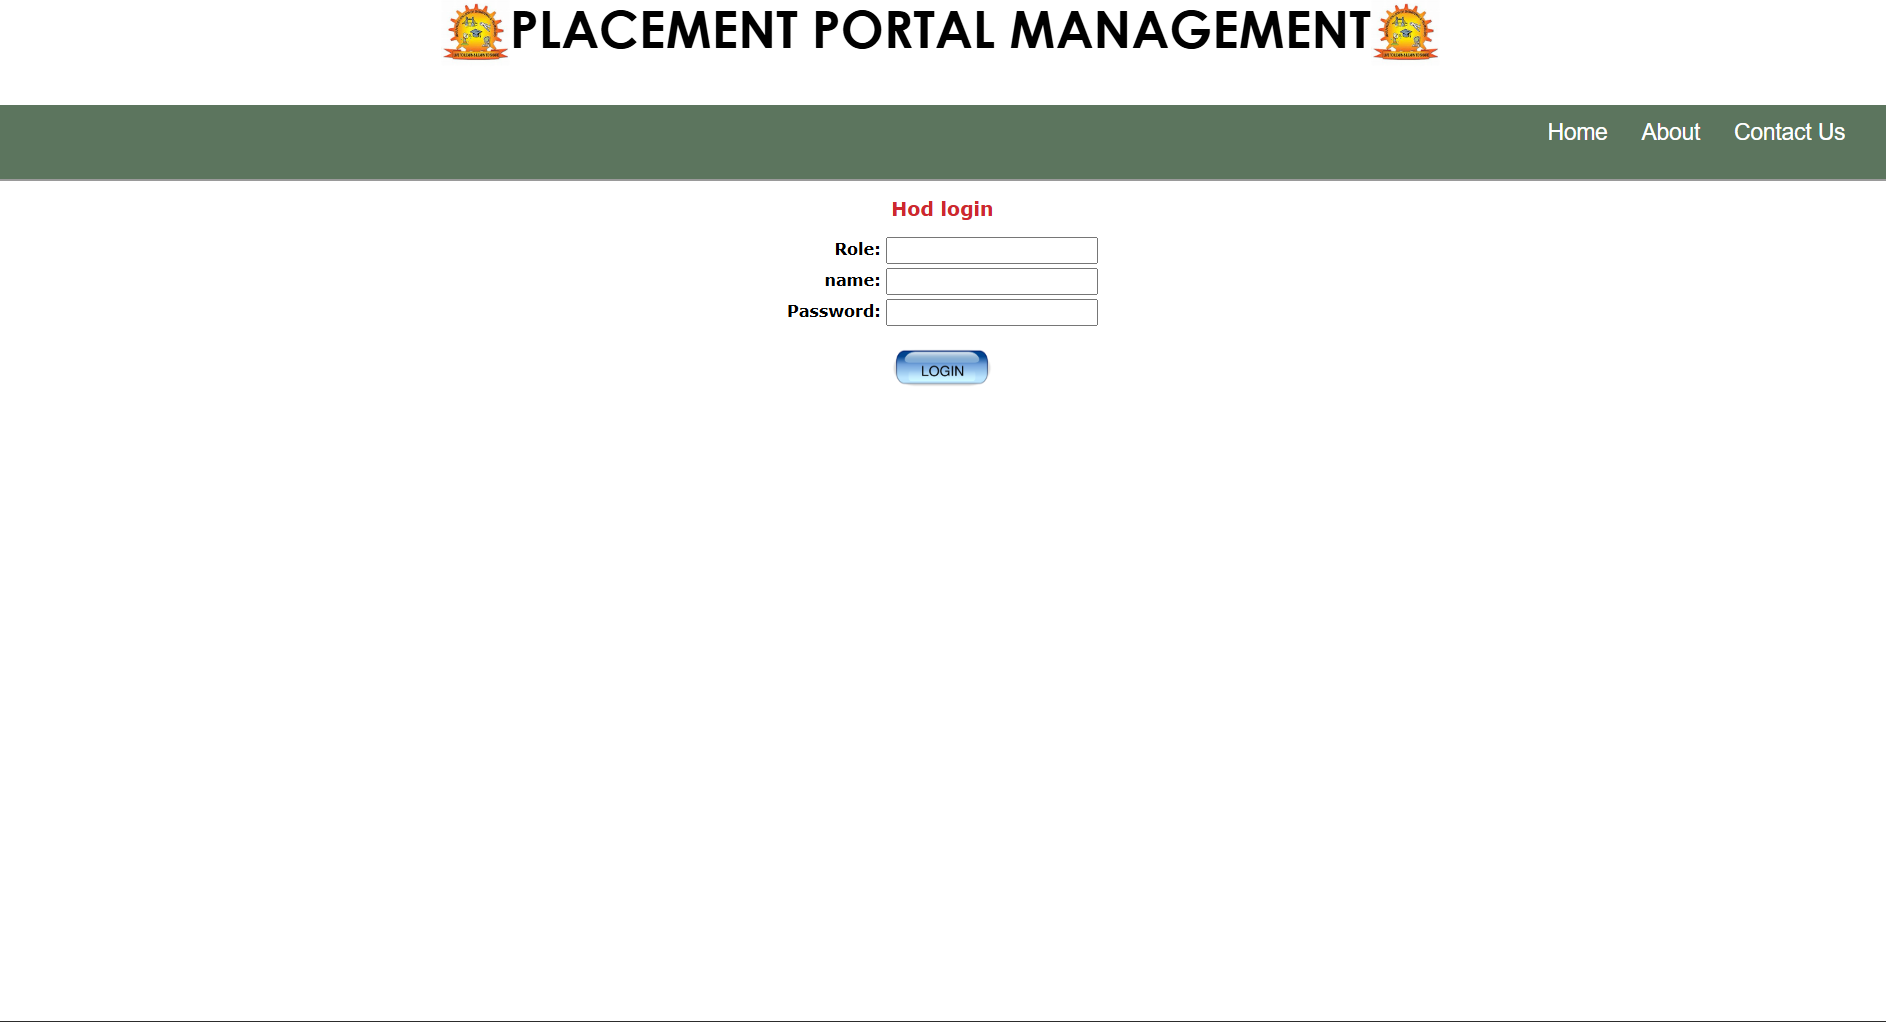 PLACEMENT PORTAL MANAGEMENT
Home About Contact Us
Hod login
Role:
name:
Password:
LOGIN